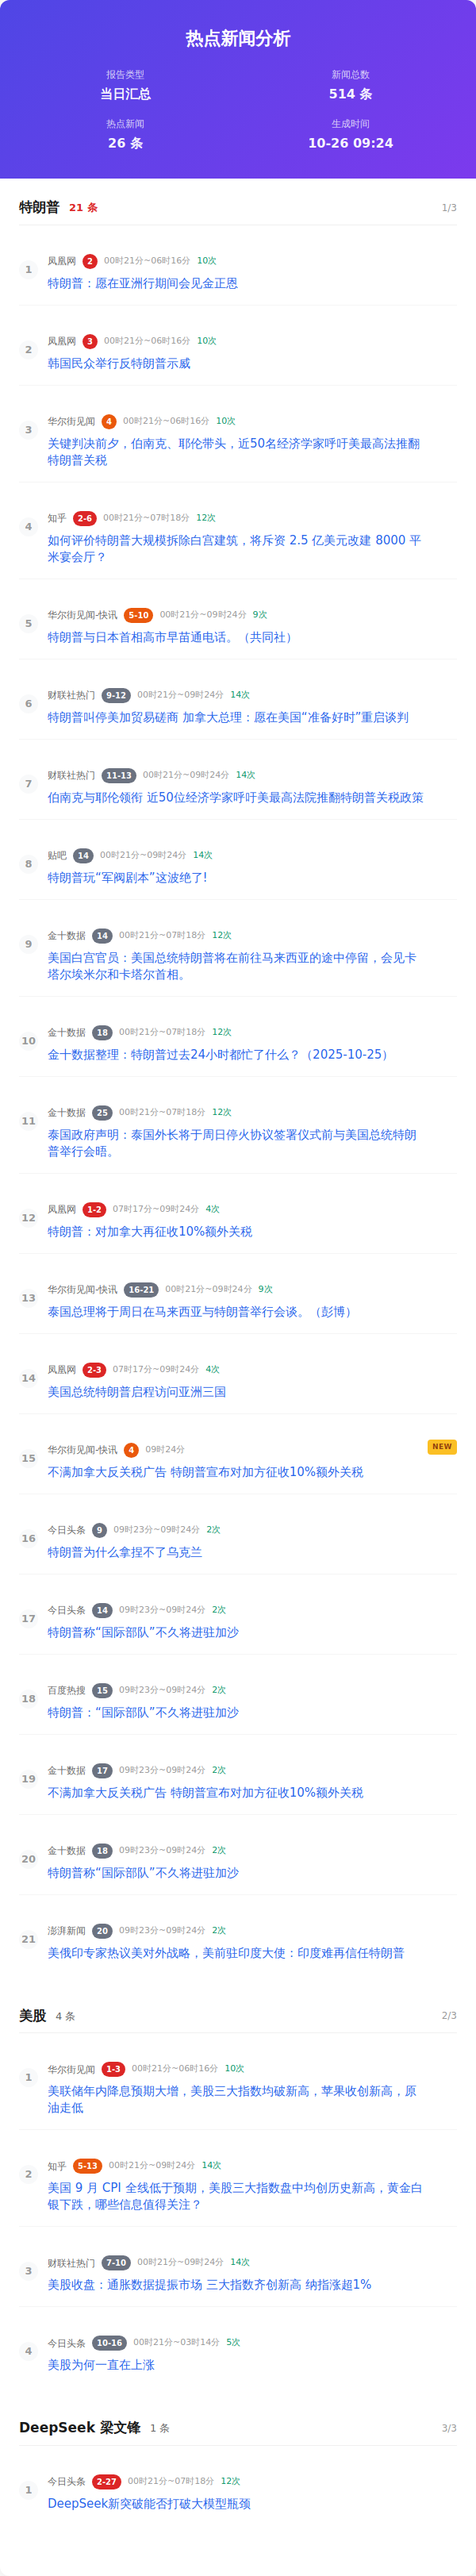 热点新闻分析
报告类型
新闻总数
当日汇总
514 条
热点新闻
生成时间
26 条
10-26 09:24
特朗普 21 条 1/3
1
凤凰网 2 00时21分~06时16分 10次
特朗普：愿在亚洲行期间会见金正恩
2
凤凰网 3 00时21分~06时16分 10次
韩国民众举行反特朗普示威
3
华尔街见闻 4 00时21分~06时16分 10次
关键判决前夕，伯南克、耶伦带头，近50名经济学家呼吁美最高法推翻
特朗普关税
4
知乎 2-6 00时21分~07时18分 12次
如何评价特朗普大规模拆除白宫建筑，将斥资 2.5 亿美元改建 8000 平
米宴会厅？
5
华尔街见闻-快讯 5-10 00时21分~09时24分 9次
特朗普与日本首相高市早苗通电话。（共同社）
6
财联社热门 9-12 00时21分~09时24分 14次
特朗普叫停美加贸易磋商 加拿大总理：愿在美国“准备好时”重启谈判
7
财联社热门 11-13 00时21分~09时24分 14次
伯南克与耶伦领衔 近50位经济学家呼吁美最高法院推翻特朗普关税政策
8
贴吧 14 00时21分~09时24分 14次
特朗普玩“军阀剧本”这波绝了!
9
金十数据 14 00时21分~07时18分 12次
美国白宫官员：美国总统特朗普将在前往马来西亚的途中停留，会见卡
塔尔埃米尔和卡塔尔首相。
10
金十数据 18 00时21分~07时18分 12次
金十数据整理：特朗普过去24小时都忙了什么？（2025-10-25）
11
金十数据 25 00时21分~07时18分 12次
泰国政府声明：泰国外长将于周日停火协议签署仪式前与美国总统特朗
普举行会晤。
12
凤凰网 1-2 07时17分~09时24分 4次
特朗普：对加拿大再征收10%额外关税
13
华尔街见闻-快讯 16-21 00时21分~09时24分 9次
泰国总理将于周日在马来西亚与特朗普举行会谈。（彭博）
14
凤凰网 2-3 07时17分~09时24分 4次
美国总统特朗普启程访问亚洲三国
15
华尔街见闻-快讯 4 09时24分 NEW
不满加拿大反关税广告 特朗普宣布对加方征收10%额外关税
16
今日头条 9 09时23分~09时24分 2次
特朗普为什么拿捏不了乌克兰
17
今日头条 14 09时23分~09时24分 2次
特朗普称“国际部队”不久将进驻加沙
18
百度热搜 15 09时23分~09时24分 2次
特朗普：“国际部队”不久将进驻加沙
19
金十数据 17 09时23分~09时24分 2次
不满加拿大反关税广告 特朗普宣布对加方征收10%额外关税
20
金十数据 18 09时23分~09时24分 2次
特朗普称“国际部队”不久将进驻加沙
21
澎湃新闻 20 09时23分~09时24分 2次
美俄印专家热议美对外战略，美前驻印度大使：印度难再信任特朗普
美股 4 条 2/3
1
华尔街见闻 1-3 00时21分~06时16分 10次
美联储年内降息预期大增，美股三大指数均破新高，苹果收创新高，原
油走低
2
知乎 5-13 00时21分~09时24分 14次
美国 9 月 CPI 全线低于预期，美股三大指数盘中均创历史新高，黄金白
银下跌，哪些信息值得关注？
3
财联社热门 7-10 00时21分~09时24分 14次
美股收盘：通胀数据提振市场 三大指数齐创新高 纳指涨超1%
4
今日头条 10-16 00时21分~03时14分 5次
美股为何一直在上涨
DeepSeek 梁文锋 1 条 3/3
1
今日头条 2-27 00时21分~07时18分 12次
DeepSeek新突破能否打破大模型瓶颈